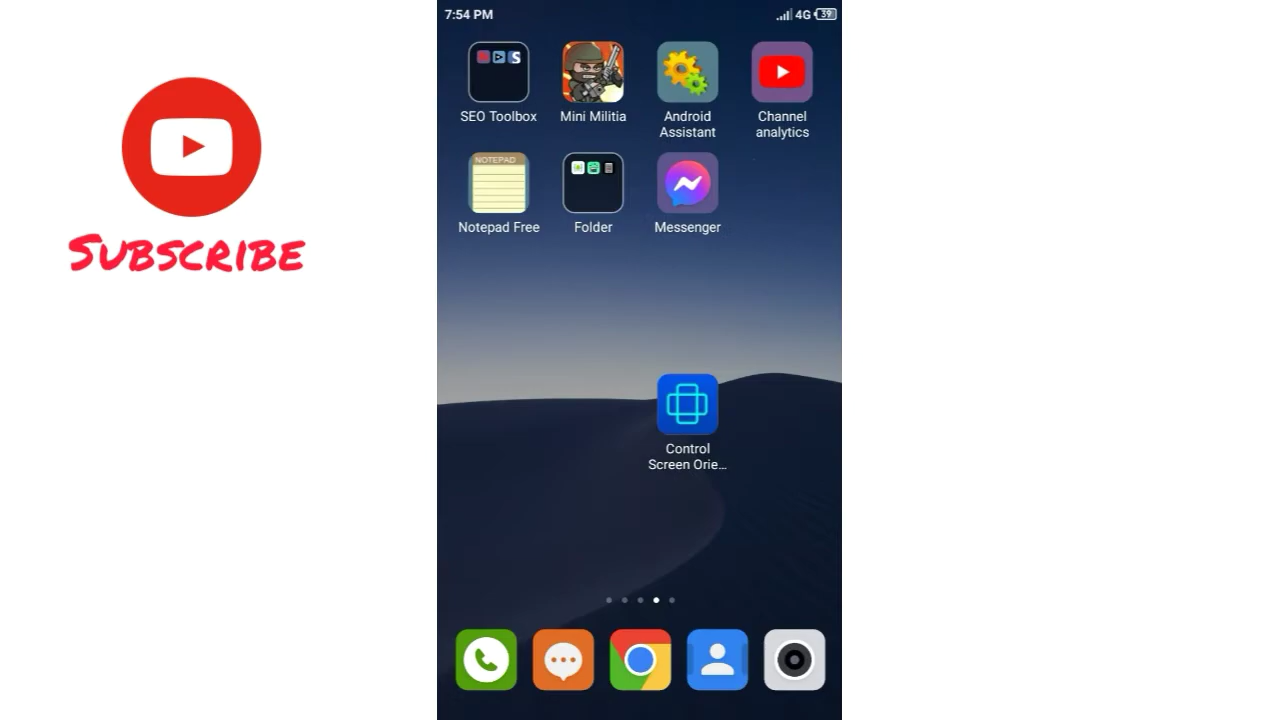 7:54 PM
4G 39
SEO Toolbox
Mini Militia
Android
Assistant
Channel
analytics
NOTEPAD
Notepad Free
Folder
Messenger
SUBSCRIBE
Control
Screen Orie...